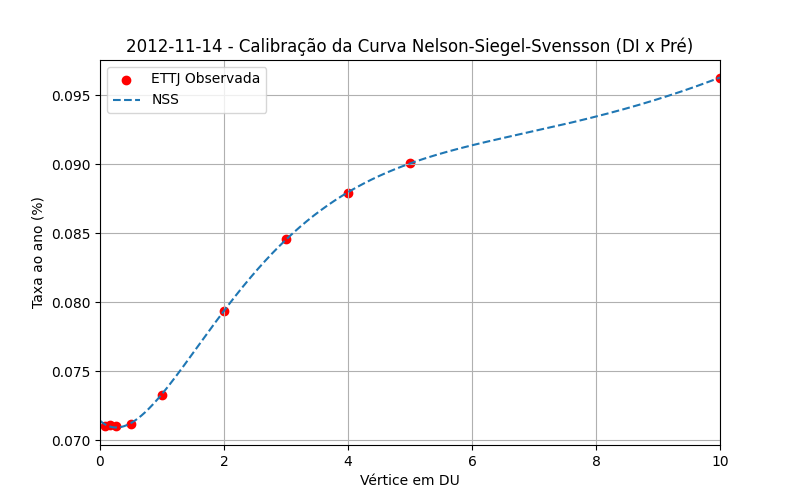 2012-11-14 - Calibração da Curva Nelson-Siegel-Svensson (DI x Pré)
ETTJ Observada
NSS
Taxa ao ano (%)
0.095
0.090
0.085
0.080
0.075
0.070
0 2 4 6 8 10
Vértice em DU